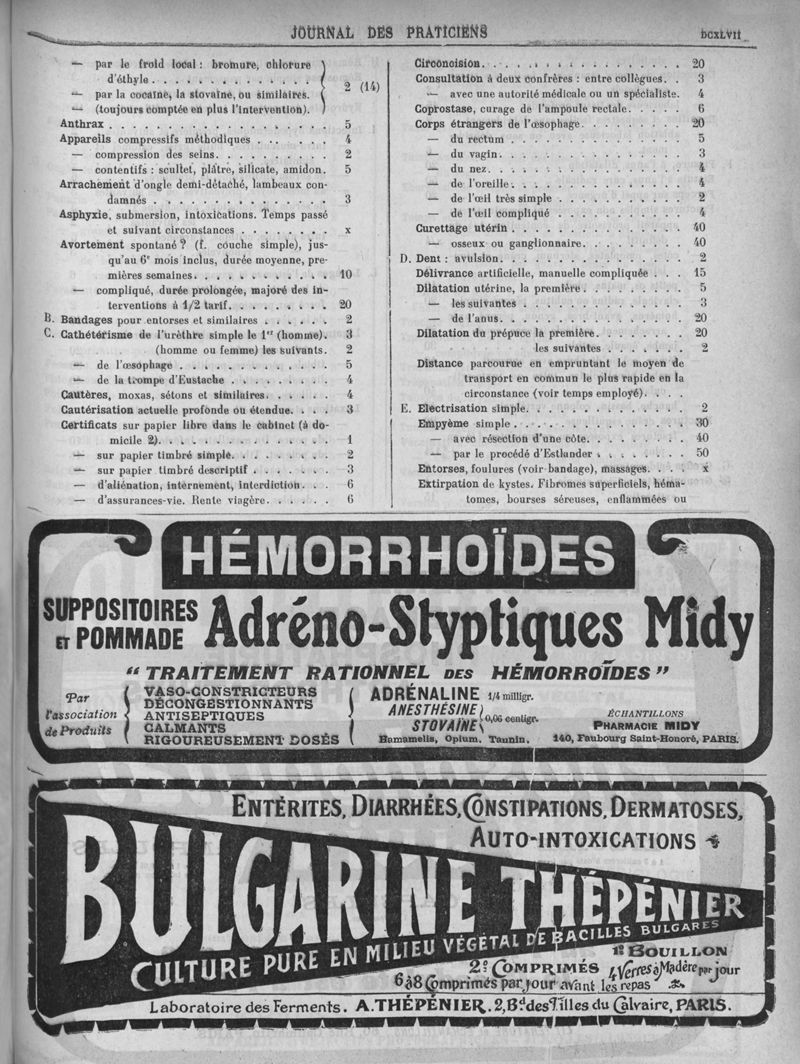 JOURNAL DES PRATICIENS
DCXLVII
— par le froid local : bromure, chlorure
d'éthyle . . . . . . . . . . . . .
— par la cocaïne, la stovaïne, ou similaires.
— (toujours comptée en plus l'intervention).
2 (14)
Anthrax . . . . . . . . . . . . . . . . . 5
Appareils compressifs méthodiques . . . . . . 4
— compression des seins. . . . . . . . . . 2
— contentifs : scultet, plâtre, silicate, amidon. 5
Arrachement d'ongle demi-détaché, lambeaux con-
damnés . . . . . . . . . . . . . . 3
Asphyxie, submersion, intoxications. Temps passé
et suivant circonstances . . . . . . . . x
Avortement spontané ? (f. couche simple), jus-
qu'au 6e mois inclus, durée moyenne, pre-
mières semaines. . . . . . . . . . . 10
— compliqué, durée prolongée, majoré des in-
terventions à 1/2 tarif. . . . . . . . . 20
B. Bandages pour entorses et similaires . . . . . . 2
C. Cathétérisme de l'urèthre simple le 1er (homme). 3
(homme ou femme) les suivants. 2
— de l'œsophage . . . . . . . . . . . . . 5
— de la trompe d'Eustache . . . . . . . . . 4
Cautères, moxas, sétons et similaires. . . . . . 4
Cautérisation actuelle profonde ou étendue. . . . 3
Certificats sur papier libre dans le cabinet (à do-
micile 2). . . . . . . . . . . . . . . 1
— sur papier timbré simple. . . . . . . . . 2
— sur papier timbré descriptif . . . . . . . . 3
— d'aliénation, internement, interdiction . . . 6
— d'assurances-vie. Rente viagère. . . . . . 6
Circoncision. . . . . . . . . . . . . . . . 20
Consultation à deux confrères : entre collègues. . 3
— avec une autorité médicale ou un spécialiste. 4
Coprostase, curage de l'ampoule rectale. . . . . . 6
Corps étrangers de l'œsophage. . . . . . . . . 20
— du rectum . . . . . . . . . . . . . . . 5
— du vagin. . . . . . . . . . . . . . . . 3
— du nez. . . . . . . . . . . . . . . . . 4
— de l'oreille. . . . . . . . . . . . . . . 4
— de l'œil très simple . . . . . . . . . . . 2
— de l'œil compliqué . . . . . . . . . . . 4
Curettage utérin . . . . . . . . . . . . . . . 40
— osseux ou ganglionnaire. . . . . . . . . 40
D. Dent : avulsion. . . . . . . . . . . . . . . 2
Délivrance artificielle, manuelle compliquée . . . 15
Dilatation utérine, la première. . . . . . . . . 5
— les suivantes . . . . . . . . . . . . . 3
— de l'anus. . . . . . . . . . . . . . . 20
Dilatation du prépuce la première. . . . . . . . 20
les suivantes . . . . . . . 2
Distance parcourue en empruntant le moyen de
transport en commun le plus rapide en la
circonstance (voir temps employé). . . .
E. Electrisation simple. . . . . . . . . . . . . 2
Empyème simple . . . . . . . . . . . . . . . 30
— avec résection d'une côte. . . . . . . . . 40
— par le procédé d'Estlander . . . . . . . . 50
Entorses, foulures (voir bandage), massages. . . . x
Extirpation de kystes. Fibromes superficiels, héma-
tomes, bourses séreuses, enflammées ou
HÉMORRHOÏDES
SUPPOSITOIRES
ET POMMADE
Adréno-Styptiques Midy
“ TRAITEMENT RATIONNEL DES HÉMORROÏDES ”
Par
l'association
de Produits
VASO-CONSTRICTEURS
DÉCONGESTIONNANTS
ANTISEPTIQUES
CALMANTS
RIGOUREUSEMENT DOSÉS
ADRÉNALINE 1/4 milligr.
ANESTHÉSINE
STOVAÏNE
0,06 centigr.
Hamamelis, Opium, Tannin.
ÉCHANTILLONS
PHARMACIE MIDY
140, Faubourg Saint-Honoré, PARIS.
ENTÉRITES, DIARRHÉES, CONSTIPATIONS, DERMATOSES,
AUTO-INTOXICATIONS
BULGARINE THÉPÉNIER
CULTURE PURE EN MILIEU VÉGÉTAL DE BACILLES BULGARES
1º BOUILLON
4 Verres à Madère par jour
2º COMPRIMÉS
6 à 8 Comprimés par jour avant les repas
Laboratoire des Ferments. A. THÉPÉNIER. 2, Bd des Filles du Calvaire, PARIS.